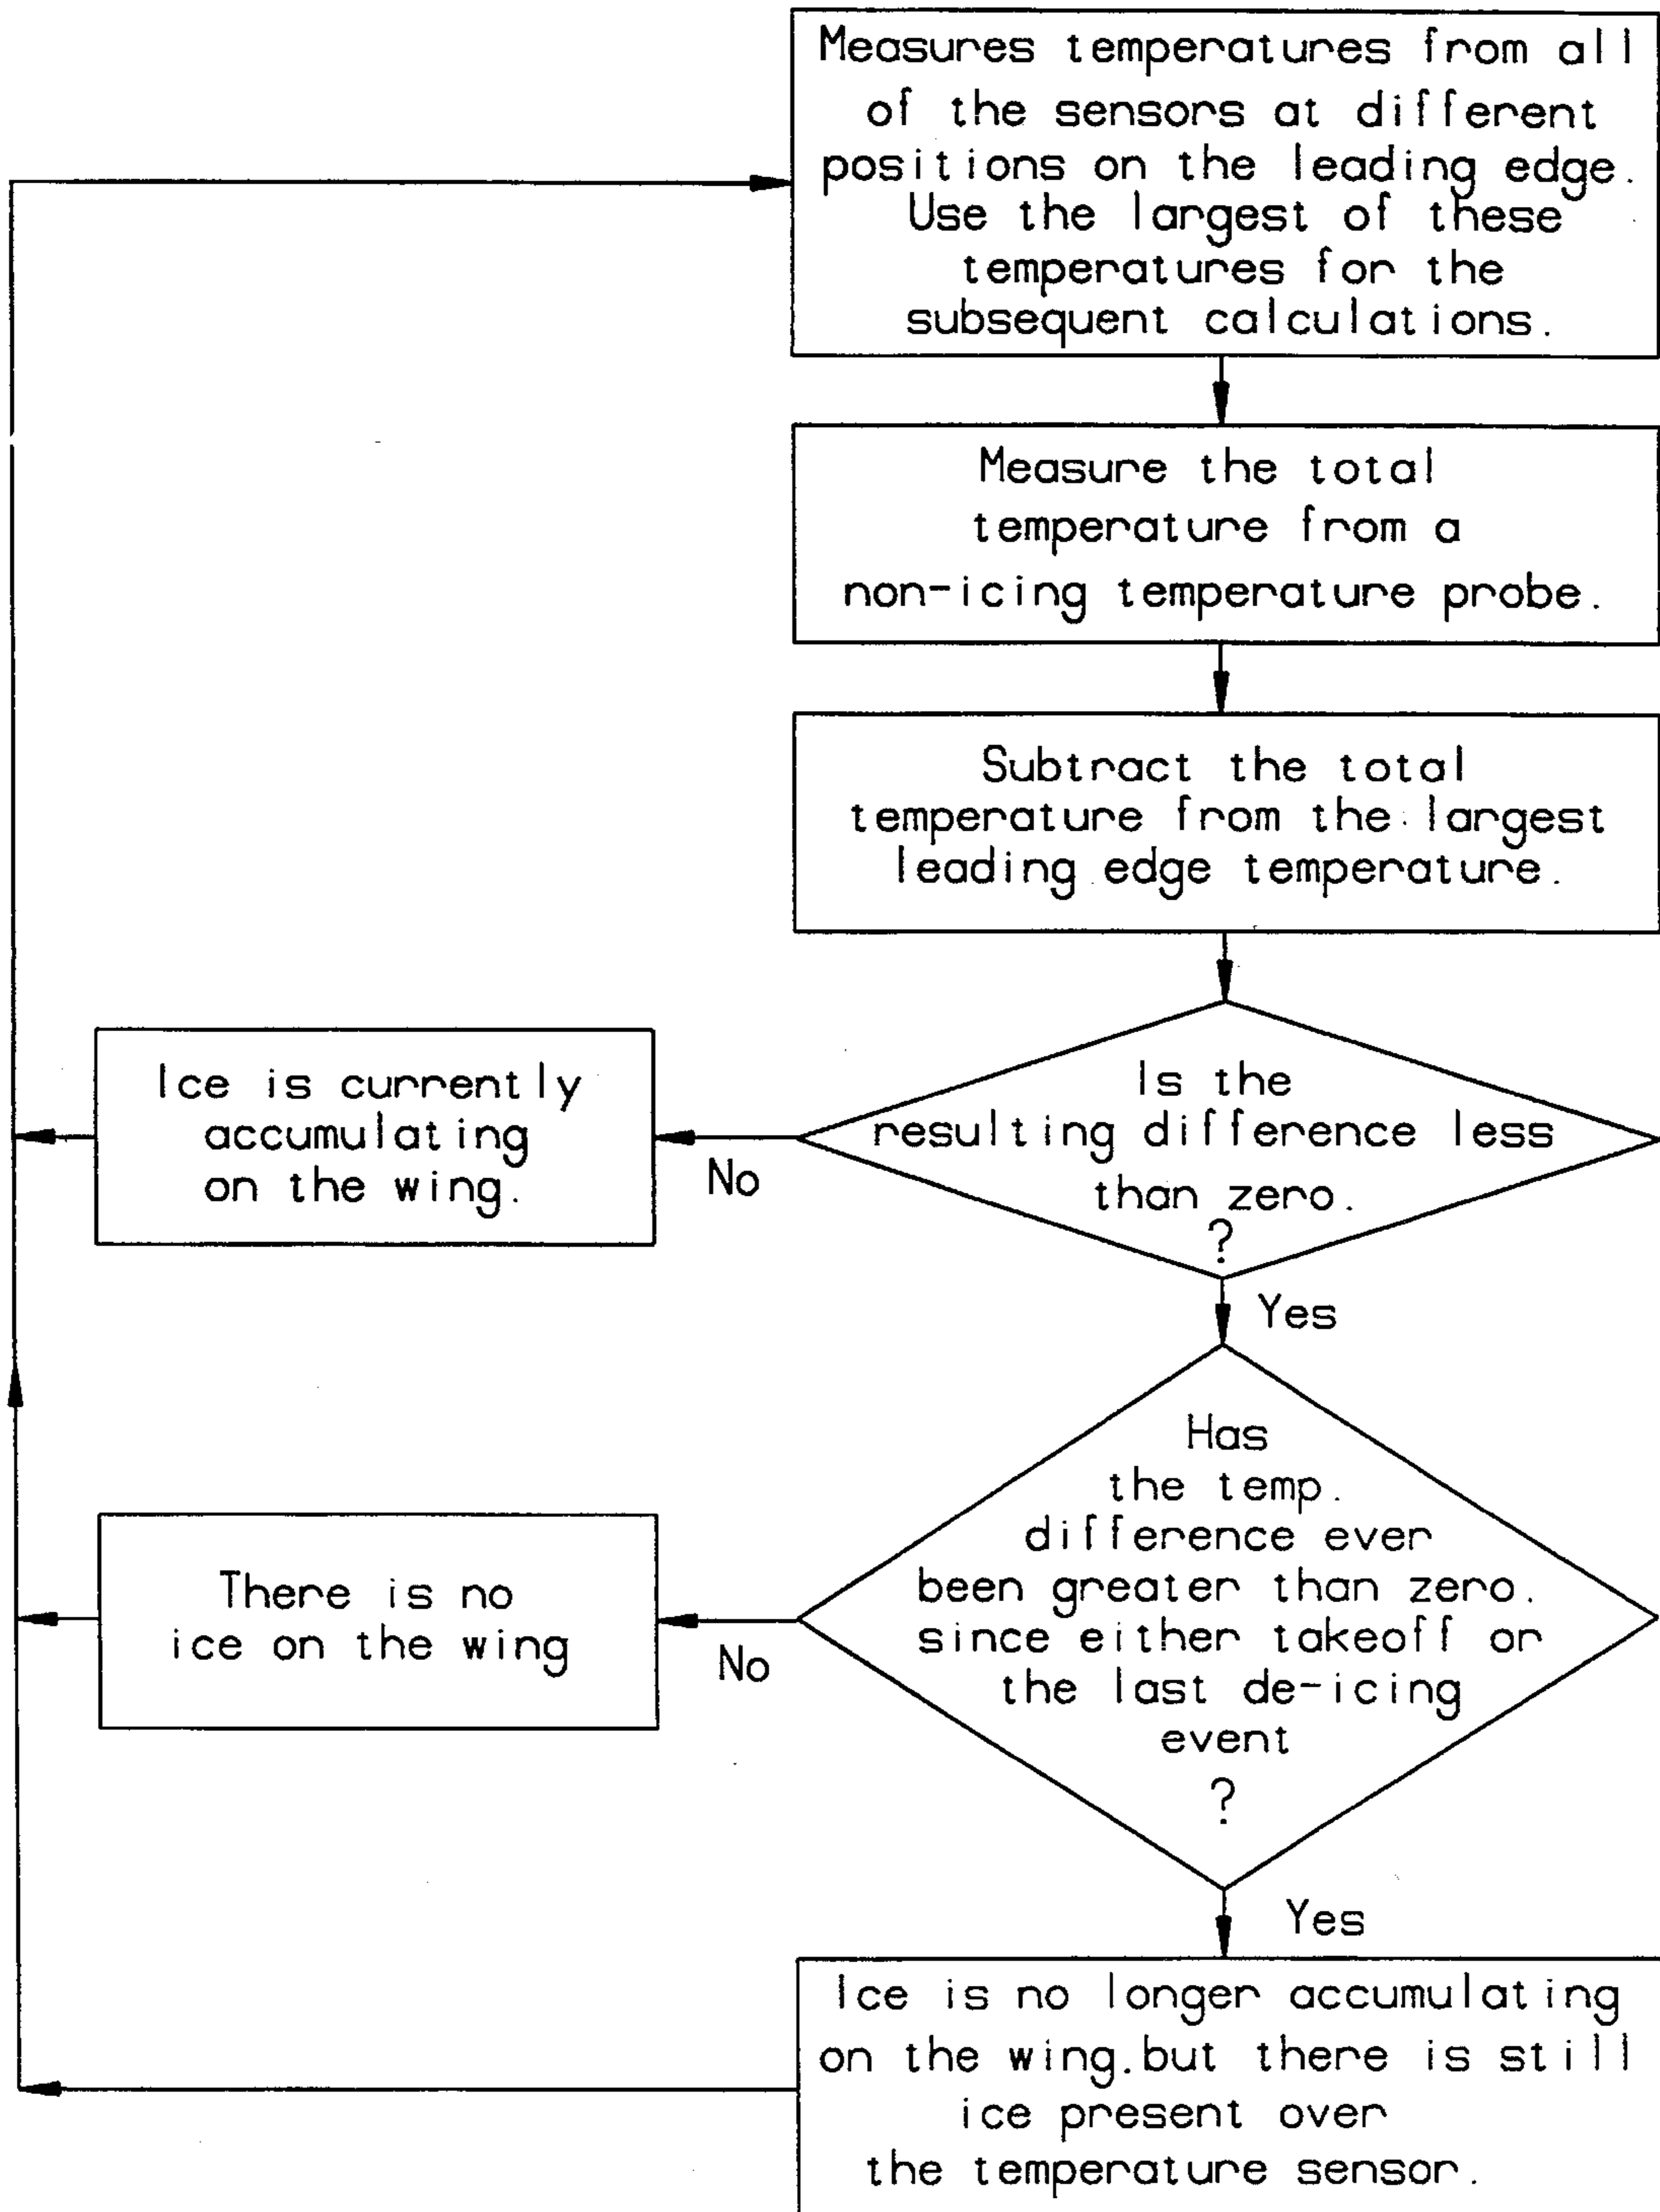 Measures temperatures from all
of the sensors at different
positions on the leading edge.
Use the largest of these
temperatures for the
subsequent calculations.
Measure the total
temperature from a
non-icing temperature probe.
Subtract the total
temperature from the largest
leading edge temperature.
Is the
resulting difference less
than zero.
?
No
Ice is currently
accumulating
on the wing.
Yes
Has
the temp.
difference ever
been greater than zero.
since either takeoff or
the last de-icing
event
?
No
There is no
ice on the wing
Yes
Ice is no longer accumulating
on the wing.but there is still
ice present over
the temperature sensor.